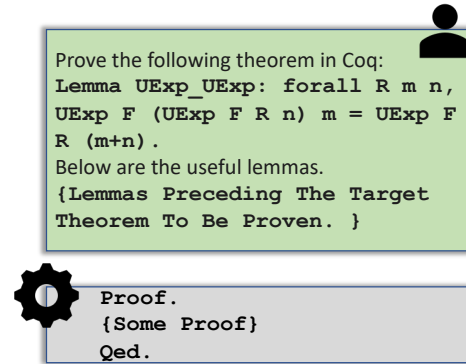 Prove the following theorem in Coq:
Lemma UExp_UExp: forall R m n,
UExp F (UExp F R n) m = UExp F
R (m+n).
Below are the useful lemmas.
{Lemmas Preceding The Target
Theorem To Be Proven. }
Proof.
{Some Proof}
Qed.